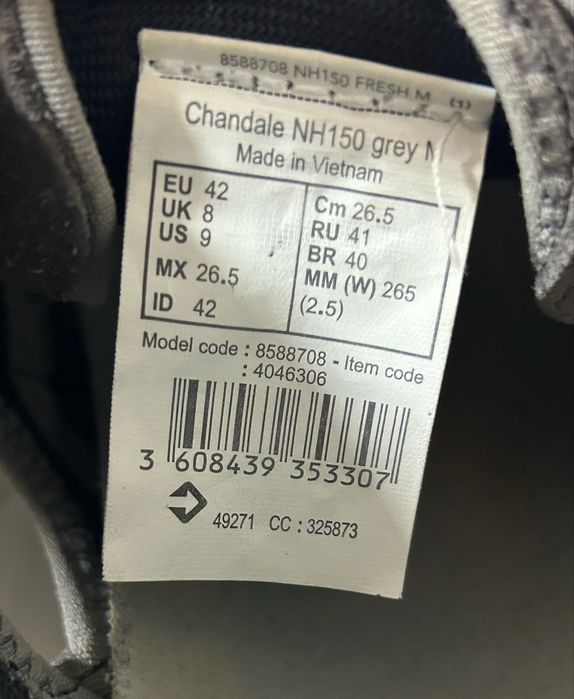 8588708 NH150 FRESH M (1)
Chandale NH150 grey M
Made in Vietnam
EU 42
UK 8
US 9
MX 26.5
ID 42
Cm 26.5
RU 41
BR 40
MM (W) 265
(2.5)
Model code : 8588708 - Item code
: 4046306
3 608439 353307
49271 CC : 325873